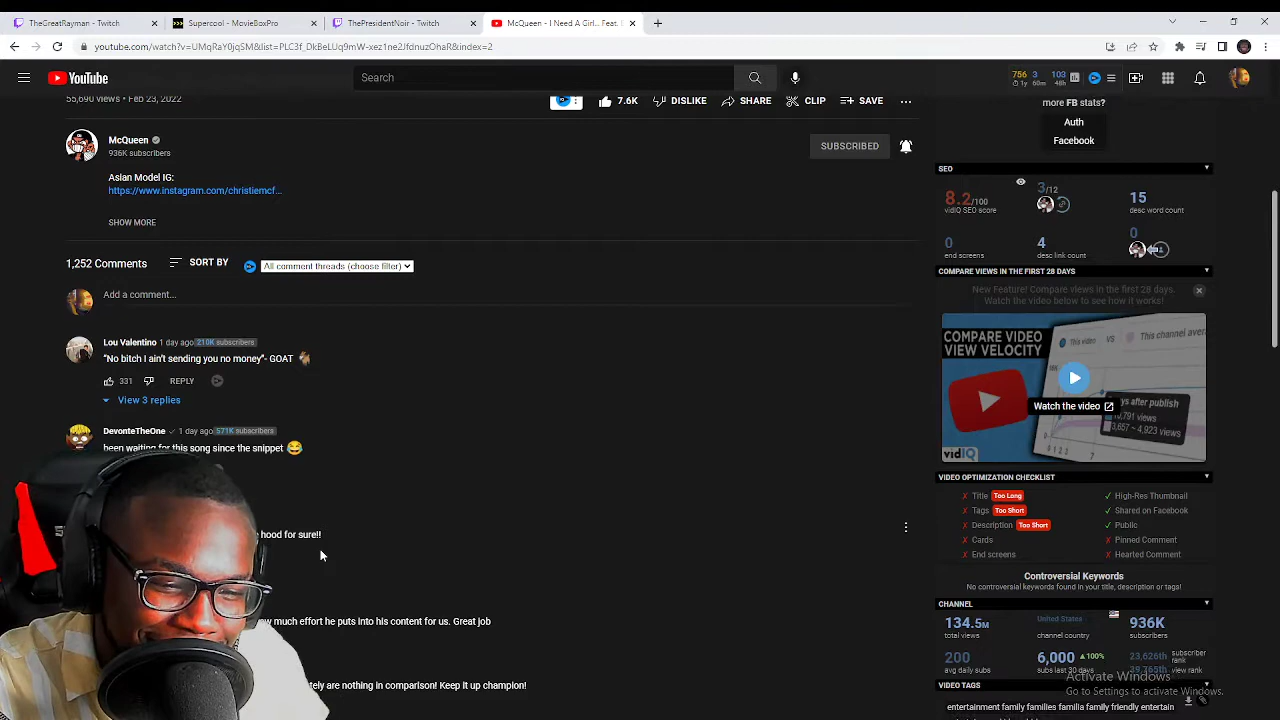 TheGreatRayman - Twitch
Supercool - MovieBoxPro
ThePresidentNoir - Twitch
McQueen - I Need A Girl.. Feat.
youtube.com/watch?v=UMqRaY0jqSM&list=PLC3f_DkBeLUq9mW-xez1ne2JfdnuzOhaR&index=2
YouTube
Search
756 3 103
1y 60m 48h
55,690 views • Feb 23, 2022
7.6K DISLIKE SHARE CLIP SAVE
McQueen
936K subscribers
SUBSCRIBED
Asian Model IG:
https://www.instagram.com/christiemcf...
SHOW MORE
1,252 Comments SORT BY All comment threads (choose filter)
Add a comment...
Lou Valentino 1 day ago 210K subscribers
“No bitch I ain’t sending you no money”- GOAT
331 REPLY
View 3 replies
DevonteTheOne 1 day ago 571K subscribers
been waiting for this song since the snippet
hood for sure!!
much effort he puts into his content for us. Great job
are nothing in comparison! Keep it up champion!
more FB stats?
Auth
Facebook
SEO
8.2/100
vidIQ SEO score
3/12
15
desc word count
0
end screens
4
desc link count
0
COMPARE VIEWS IN THE FIRST 28 DAYS
New Feature! Compare views in the first 28 days.
Watch the video below to see how it works!
COMPARE VIDEO
VIEW VELOCITY
This video VS This channel aver
Watch the video
ys after publish
3,657 ~ 4,923 views
vidIQ
VIDEO OPTIMIZATION CHECKLIST
✗ Title Too Long
✗ Tags Too Short
✗ Description Too Short
✗ Cards
✗ End screens
✓ High-Res Thumbnail
✓ Shared on Facebook
✓ Public
✗ Pinned Comment
✗ Hearted Comment
Controversial Keywords
No controversial keywords found in your title, description or tags!
CHANNEL
134.5M
total views
United States
channel country
936K
subscribers
200
avg daily subs
6,000 ▲100%
subs last 30 days
23,626th subscriber rank
39,765th view rank
Activate Windows
Go to Settings to activate Windows.
VIDEO TAGS
entertainment family families familia family friendly entertain